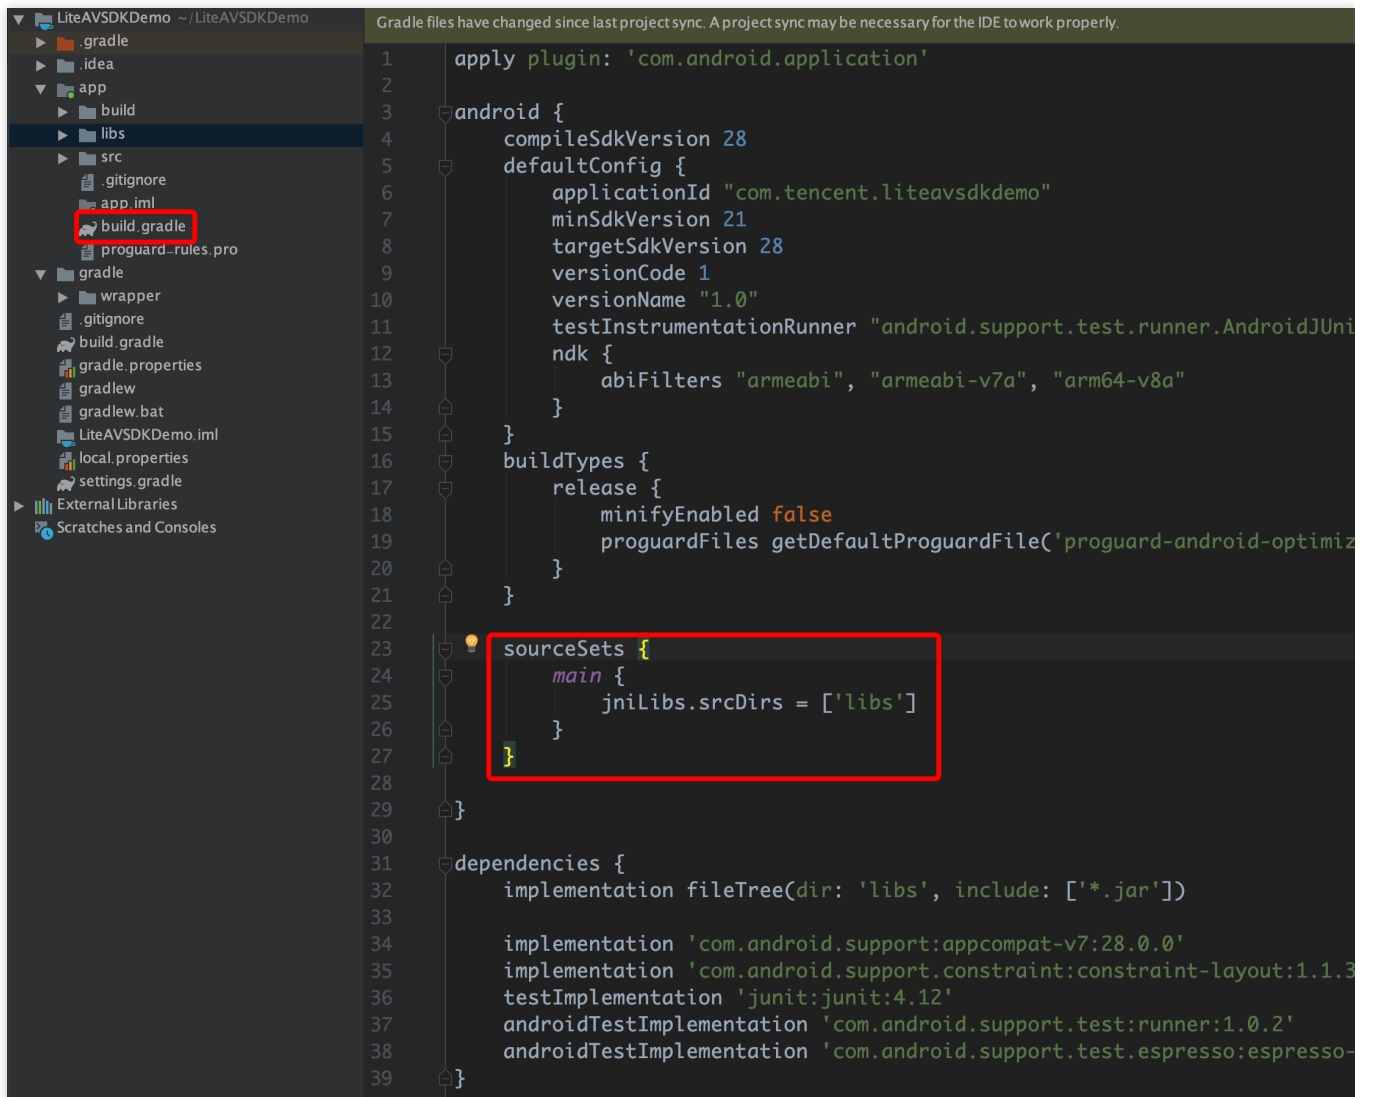 LiteAVSDKDemo ~/LiteAVSDKDemo
.gradle
.idea
app
build
libs
src
.gitignore
app.iml
build.gradle
proguard-rules.pro
gradle
wrapper
.gitignore
build.gradle
gradle.properties
gradlew
gradlew.bat
LiteAVSDKDemo.iml
local.properties
settings.gradle
External Libraries
Scratches and Consoles
Gradle files have changed since last project sync. A project sync may be necessary for the IDE to work properly.
1 apply plugin: 'com.android.application'
2
3 android {
4 compileSdkVersion 28
5 defaultConfig {
6 applicationId "com.tencent.liteavsdkdemo"
7 minSdkVersion 21
8 targetSdkVersion 28
9 versionCode 1
10 versionName "1.0"
11 testInstrumentationRunner "android.support.test.runner.AndroidJUni
12 ndk {
13 abiFilters "armeabi", "armeabi-v7a", "arm64-v8a"
14 }
15 }
16 buildTypes {
17 release {
18 minifyEnabled false
19 proguardFiles getDefaultProguardFile('proguard-android-optimiz
20 }
21 }
22
23 sourceSets {
24 main {
25 jniLibs.srcDirs = ['libs']
26 }
27 }
28
29 }
30
31 dependencies {
32 implementation fileTree(dir: 'libs', include: ['*.jar'])
33
34 implementation 'com.android.support:appcompat-v7:28.0.0'
35 implementation 'com.android.support.constraint:constraint-layout:1.1.3
36 testImplementation 'junit:junit:4.12'
37 androidTestImplementation 'com.android.support.test:runner:1.0.2'
38 androidTestImplementation 'com.android.support.test.espresso:espresso-
39 }